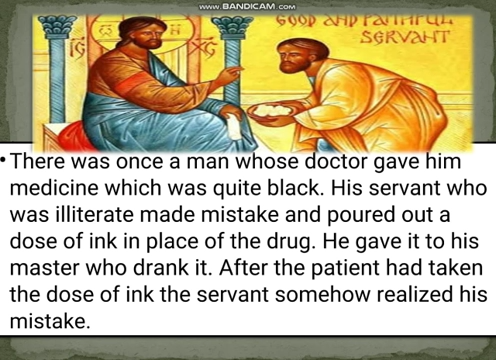 www.BANDICAM.com
GOOD AND FAITHFUL
SERVANT
IC
XC
• There was once a man whose doctor gave him
medicine which was quite black. His servant who
was illiterate made mistake and poured out a
dose of ink in place of the drug. He gave it to his
master who drank it. After the patient had taken
the dose of ink the servant somehow realized his
mistake.